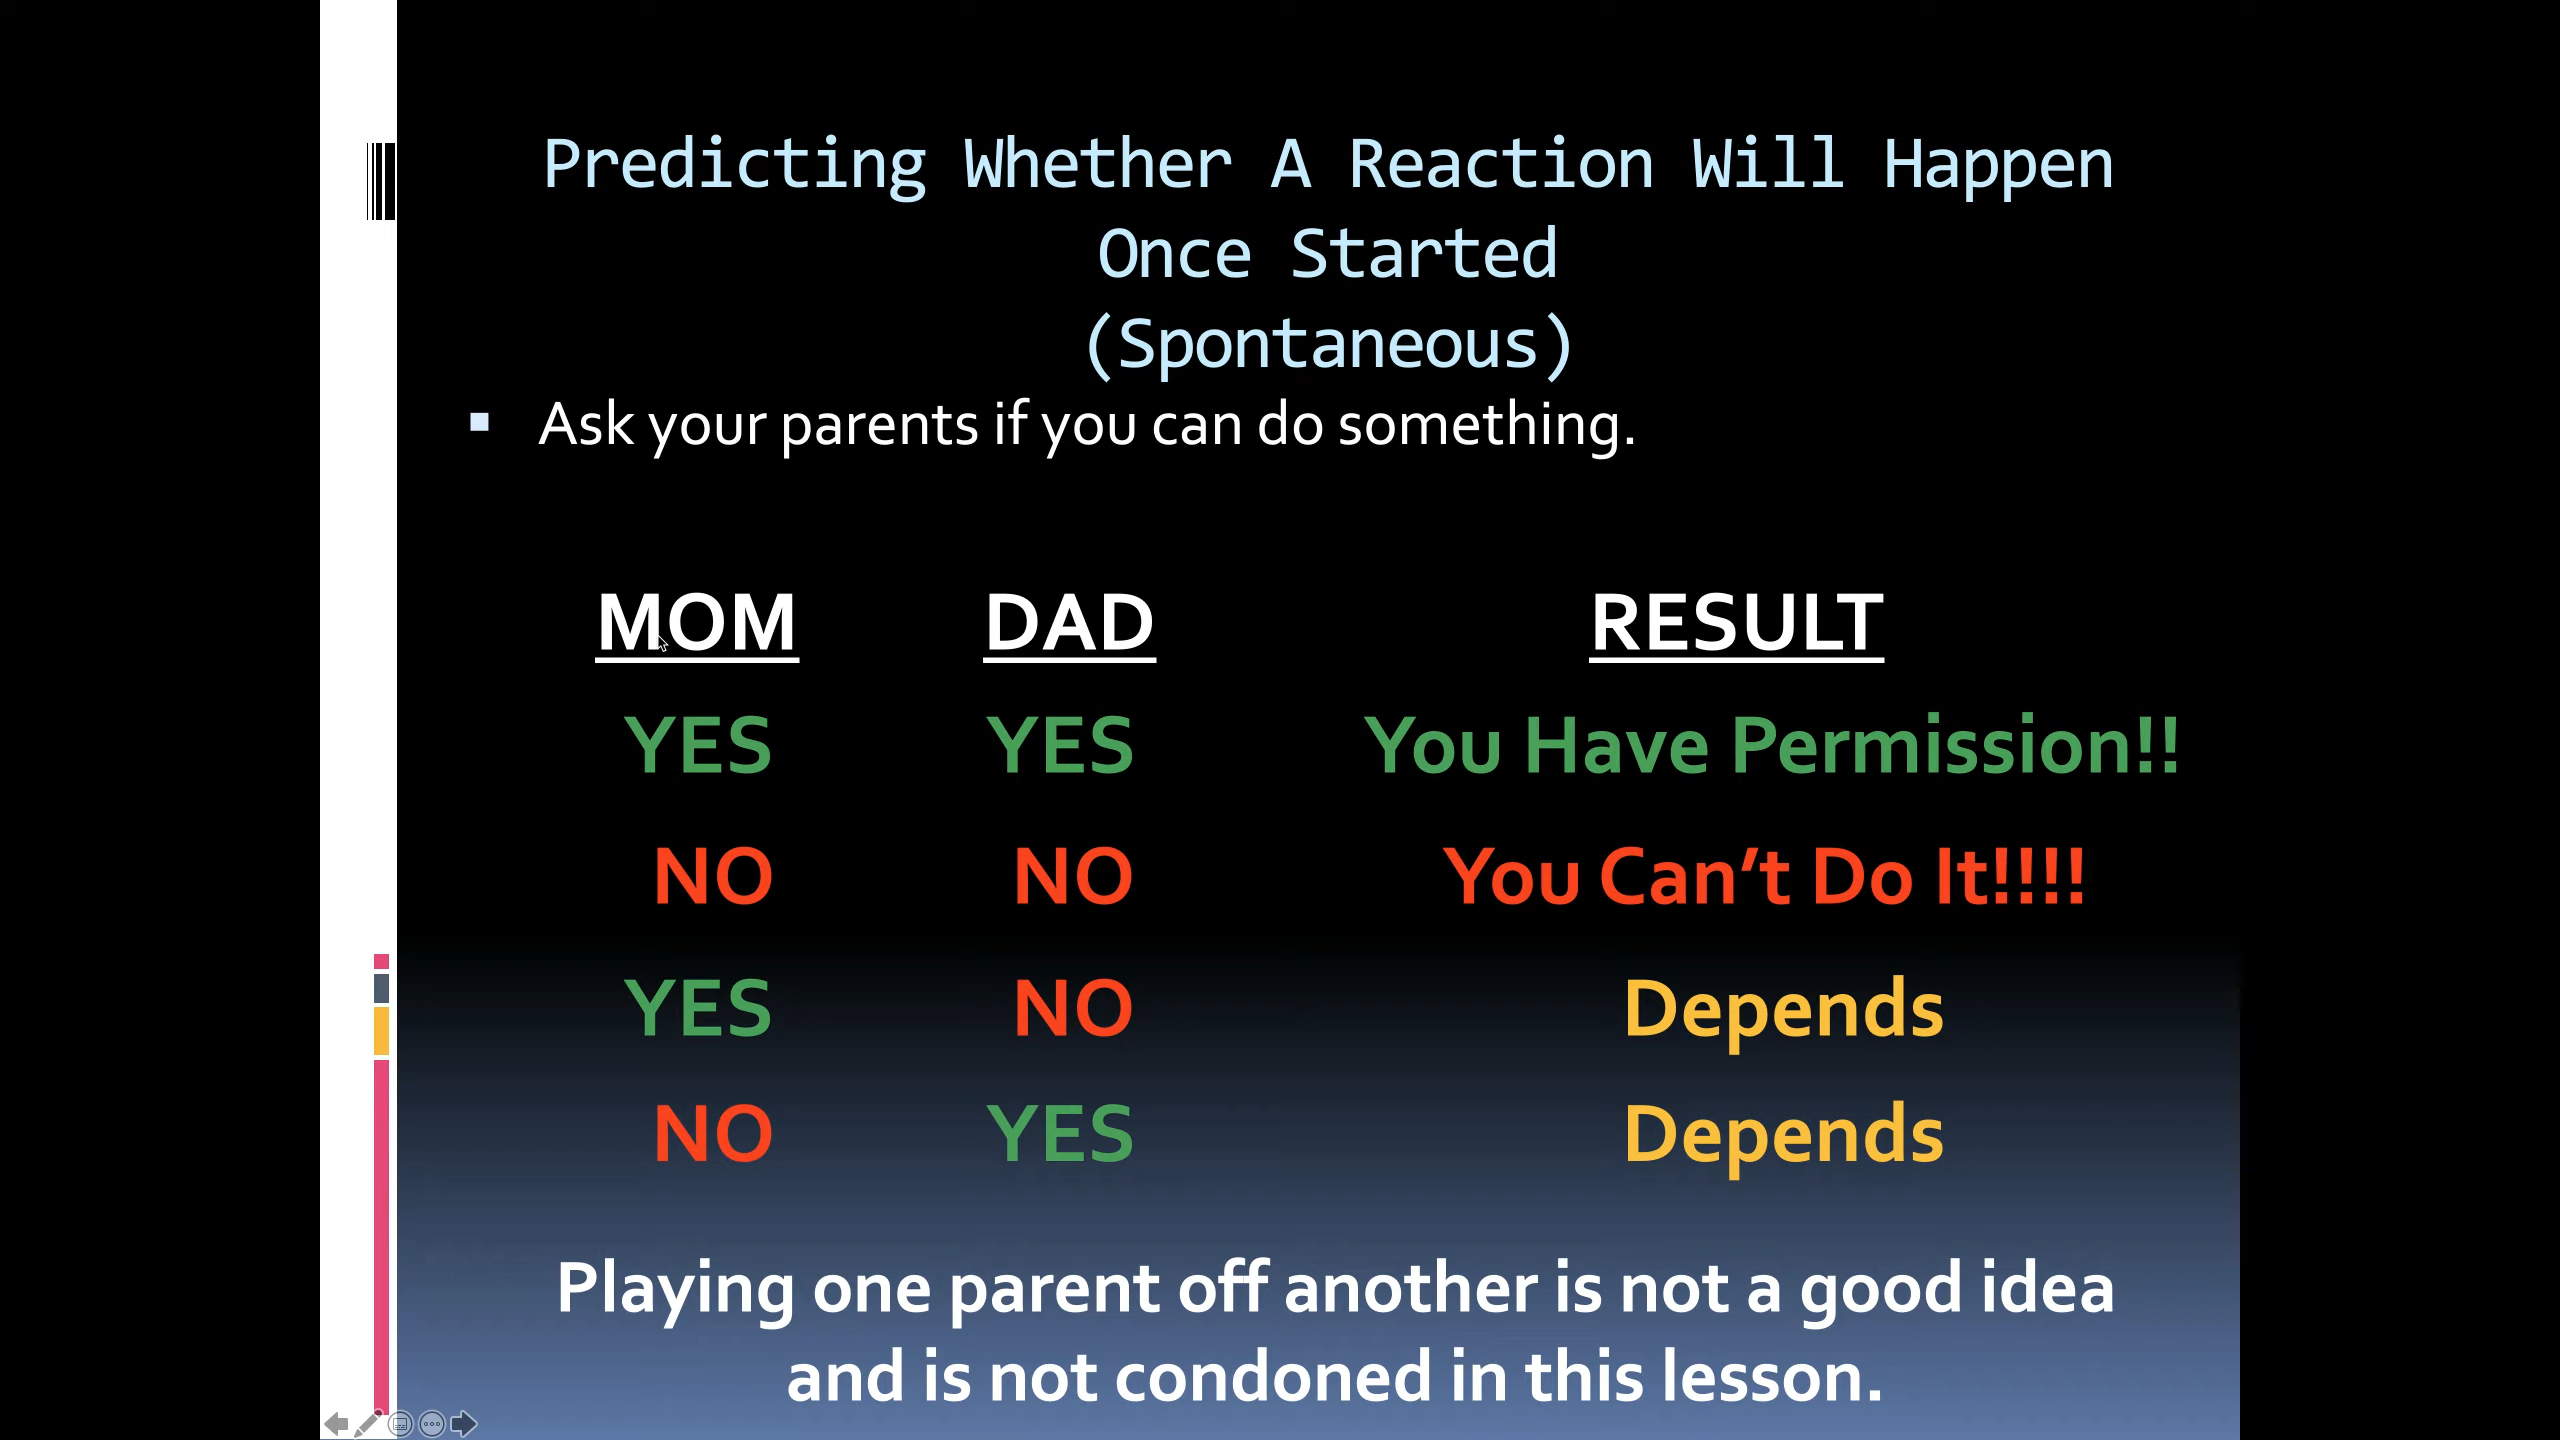 Predicting Whether A Reaction Will Happen
Once Started
(Spontaneous)
Ask your parents if you can do something.
MOM DAD RESULT
YES YES You Have Permission!!
NO NO You Can’t Do It!!!!
YES NO Depends
NO YES Depends
Playing one parent off another is not a good idea
and is not condoned in this lesson.